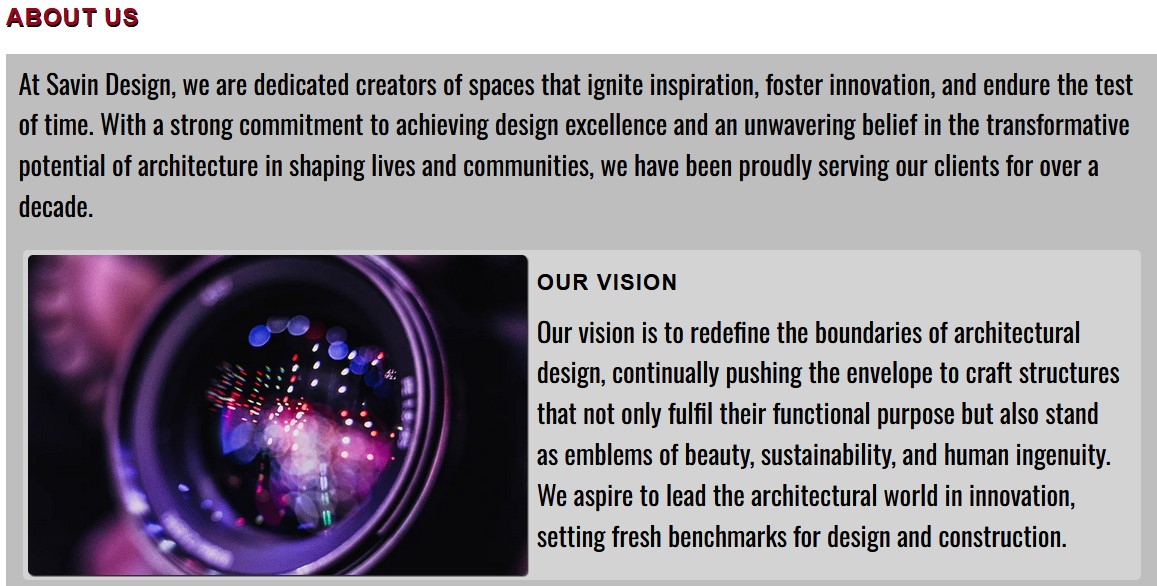 ABOUT US
At Savin Design, we are dedicated creators of spaces that ignite inspiration, foster innovation, and endure the test
of time. With a strong commitment to achieving design excellence and an unwavering belief in the transformative
potential of architecture in shaping lives and communities, we have been proudly serving our clients for over a
decade.
OUR VISION
Our vision is to redefine the boundaries of architectural
design, continually pushing the envelope to craft structures
that not only fulfil their functional purpose but also stand
as emblems of beauty, sustainability, and human ingenuity.
We aspire to lead the architectural world in innovation,
setting fresh benchmarks for design and construction.